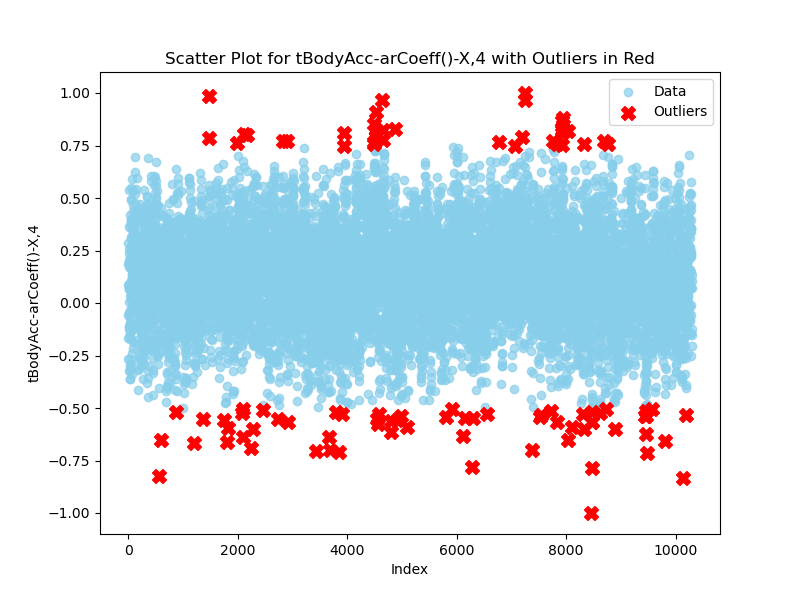 Scatter Plot for tBodyAcc-arCoeff()-X,4 with Outliers in Red
Data
Outliers
1.00
0.75
0.50
0.25
0.00
−0.25
−0.50
−0.75
−1.00
tBodyAcc-arCoeff()-X,4
0 2000 4000 6000 8000 10000
Index